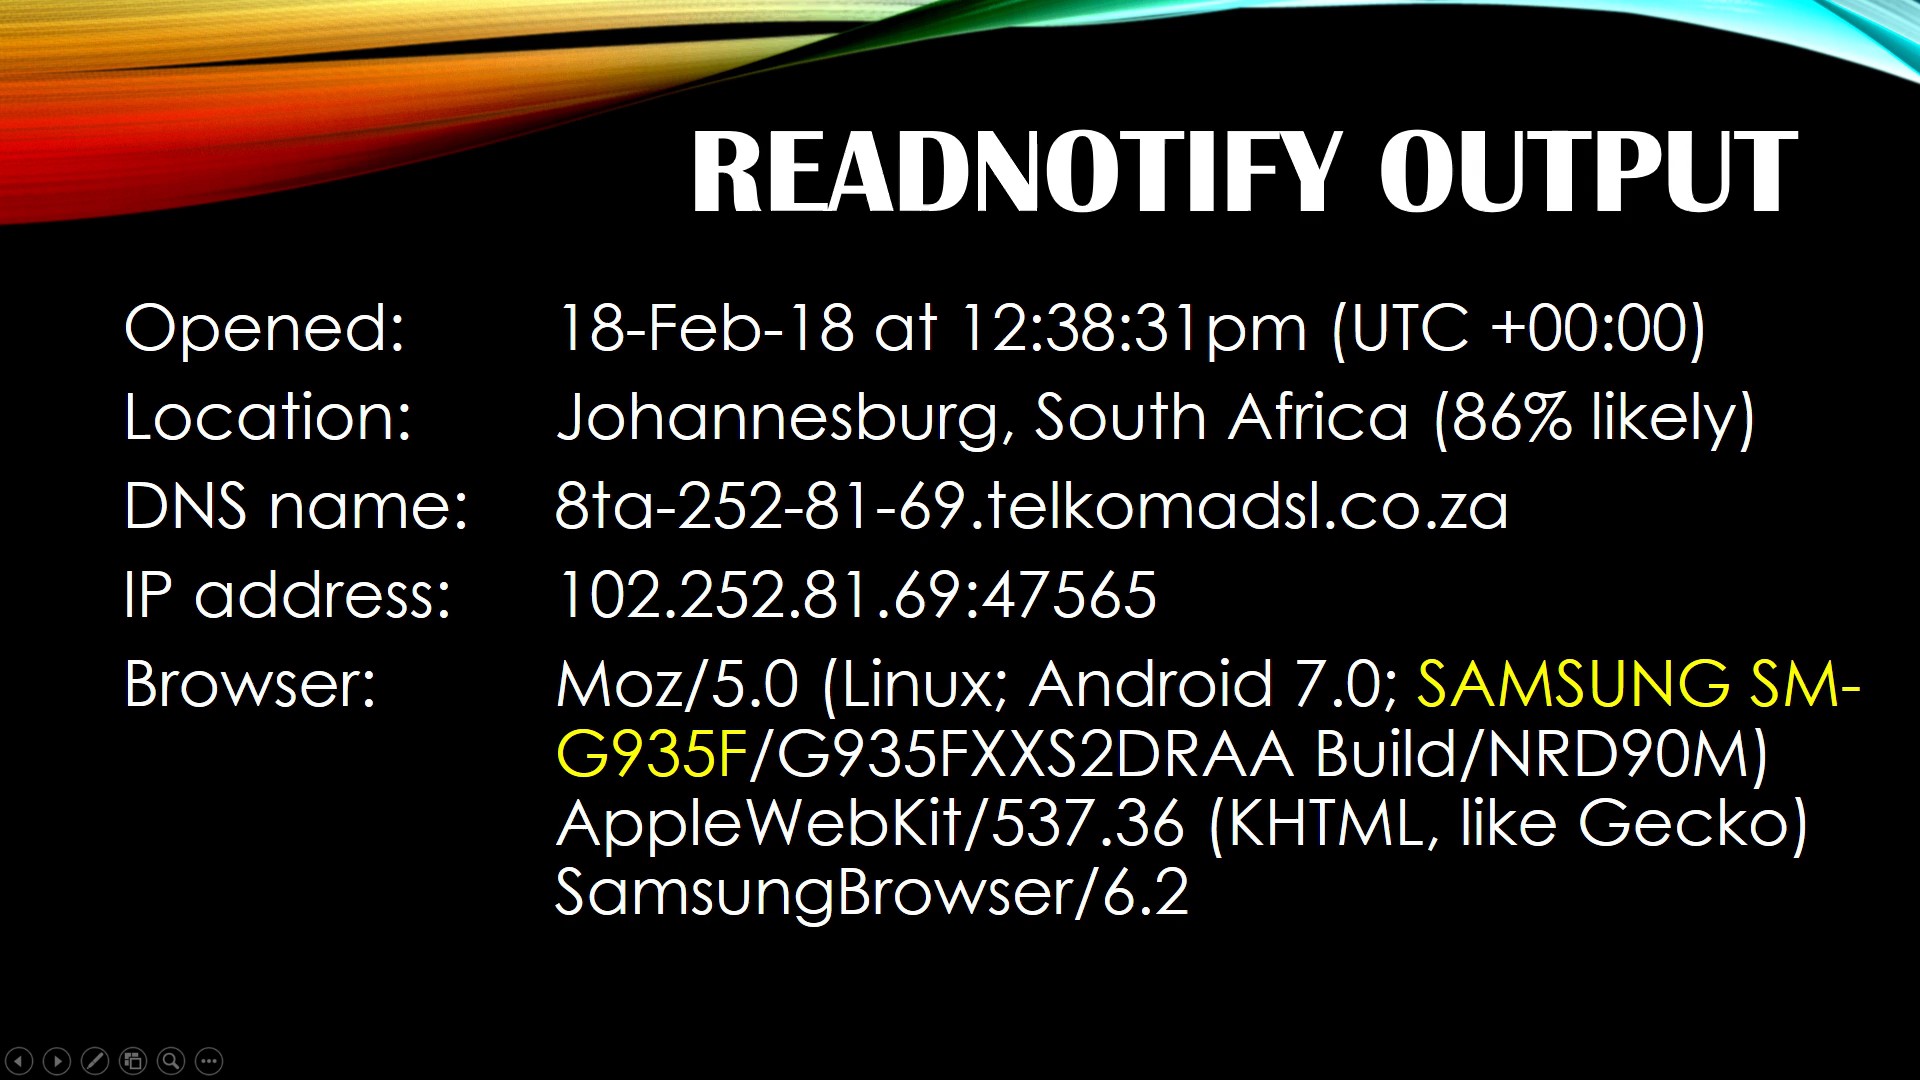 READNOTIFY OUTPUT
Opened: 18-Feb-18 at 12:38:31pm (UTC +00:00)
Location: Johannesburg, South Africa (86% likely)
DNS name: 8ta-252-81-69.telkomadsl.co.za
IP address: 102.252.81.69:47565
Browser: Moz/5.0 (Linux; Android 7.0; SAMSUNG SM-
G935F/G935FXXS2DRAA Build/NRD90M)
AppleWebKit/537.36 (KHTML, like Gecko)
SamsungBrowser/6.2